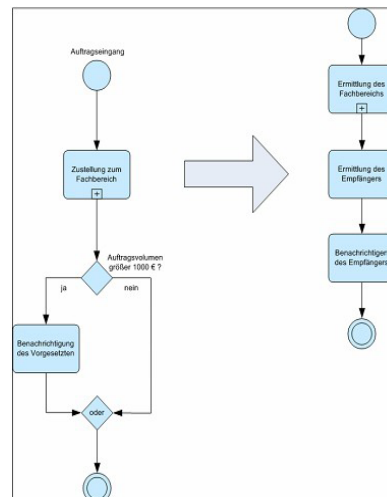 Auftragseingang
Zustellung zum
Fachbereich
+
Auftragsvolumen
größer 1000 € ?
ja
nein
Benachrichtigung
des Vorgesetzten
oder
Ermittlung des
Fachbereichs
+
Ermittlung des
Empfängers
Benachrichtigen
des Empfängers